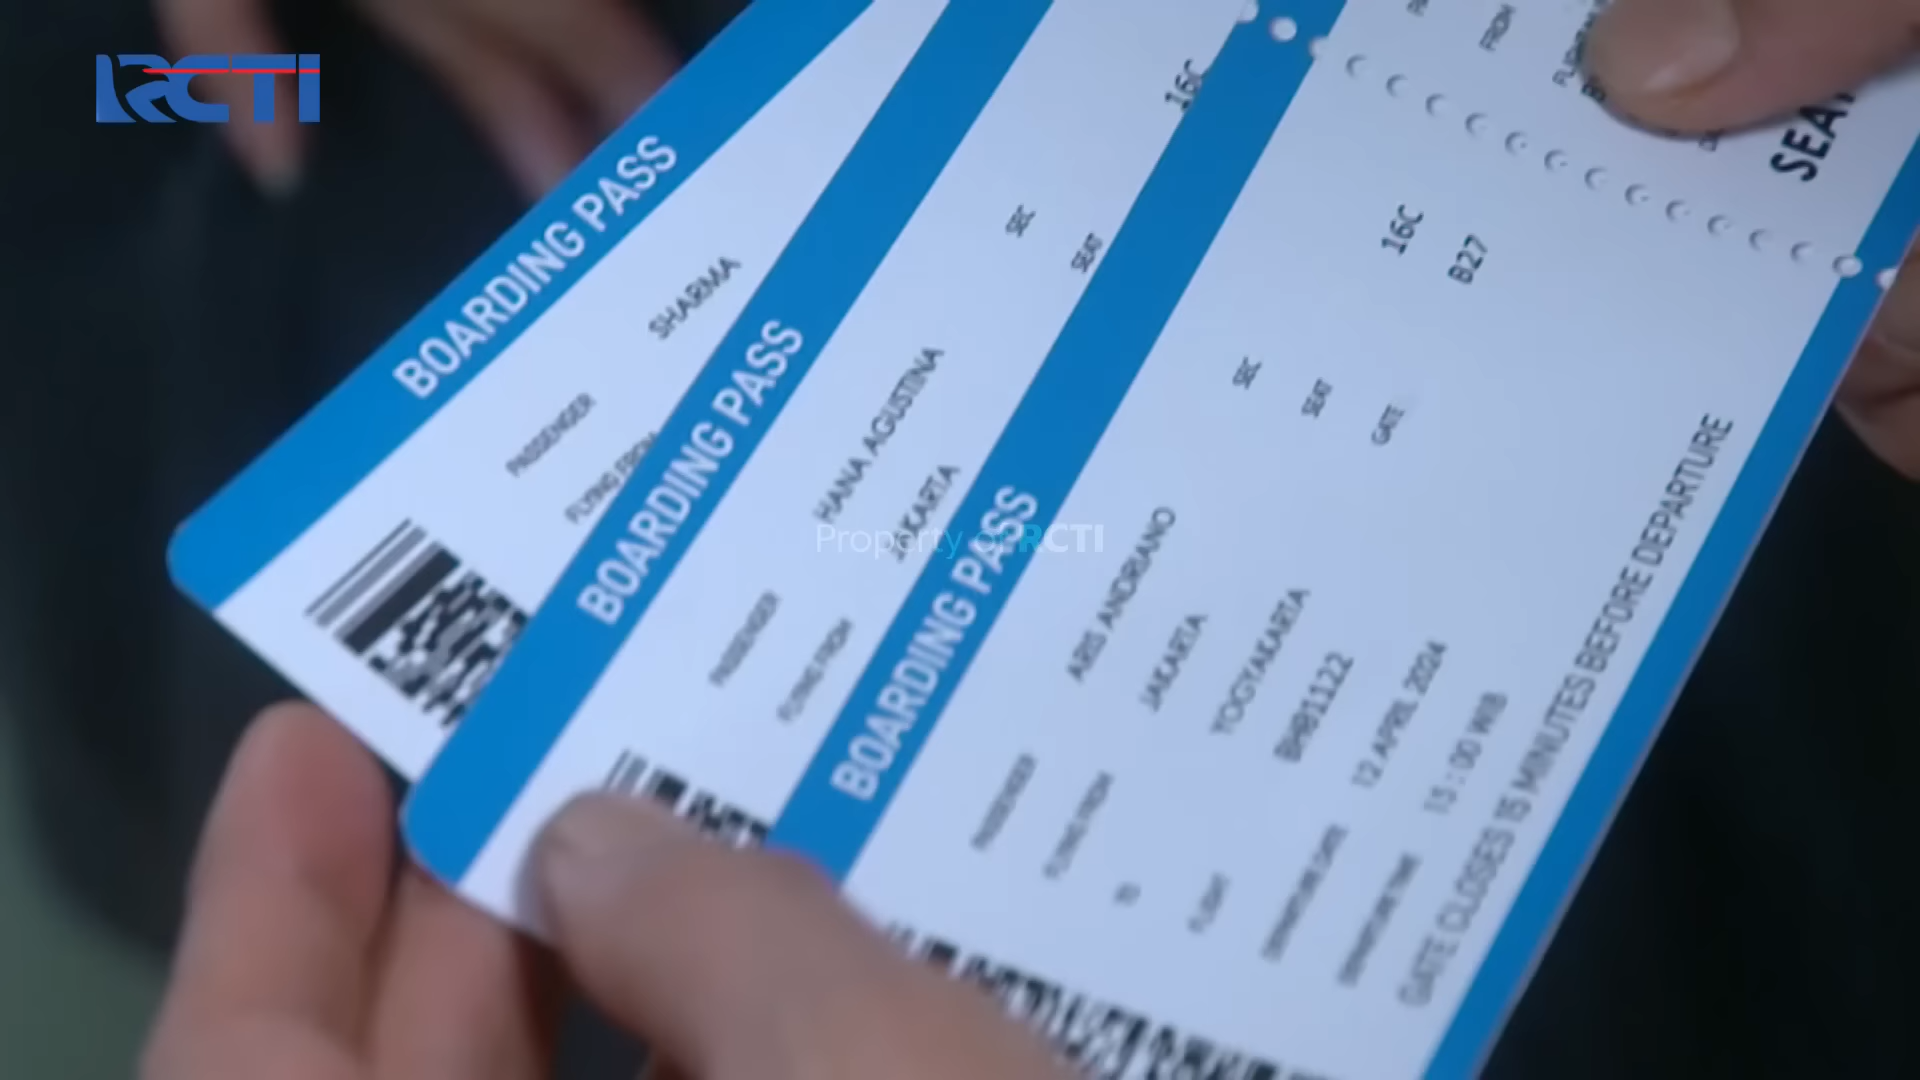 RCTI
BOARDING PASS
PASSENGER SHARMA
FLYING FROM
BOARDING PASS
PASSENGER HANA AGUSTINA
FLYING FROM JAKARTA
SEC 16C
SEAT
BOARDING PASS
PASSENGER ARIS ANDRIANO
FLYING FROM JAKARTA
TO YOGYAKARTA
FLIGHT
DEPARTURE DATE 12 APRIL 2024
DEPARTURE TIME 13 : 00 WIB
GATE CLOSES 15 MINUTES BEFORE DEPARTURE
SEC
SEAT 16C
GATE B27
FROM
SEAT
Property of RCTI